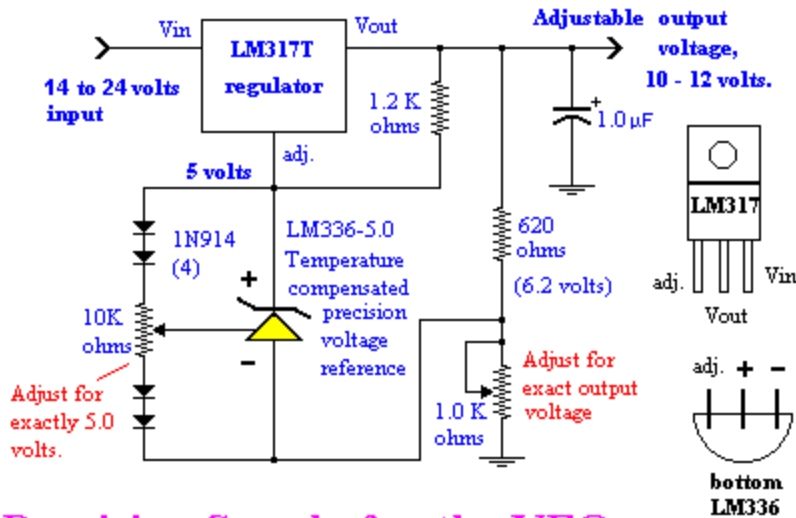 Vin
LM317T
regulator
Vout
Adjustable output
voltage,
10 - 12 volts.
14 to 24 volts
input
1.2 K
ohms
+
1.0 µF
adj.
5 volts
LM317
1N914
(4)
LM336-5.0
Temperature
compensated
precision
voltage
reference
+
-
620
ohms
(6.2 volts)
adj.
Vin
Vout
10K
ohms
Adjust for
exactly 5.0
volts.
Adjust for
exact output
voltage
1.0 K
ohms
adj. + -
bottom
LM336